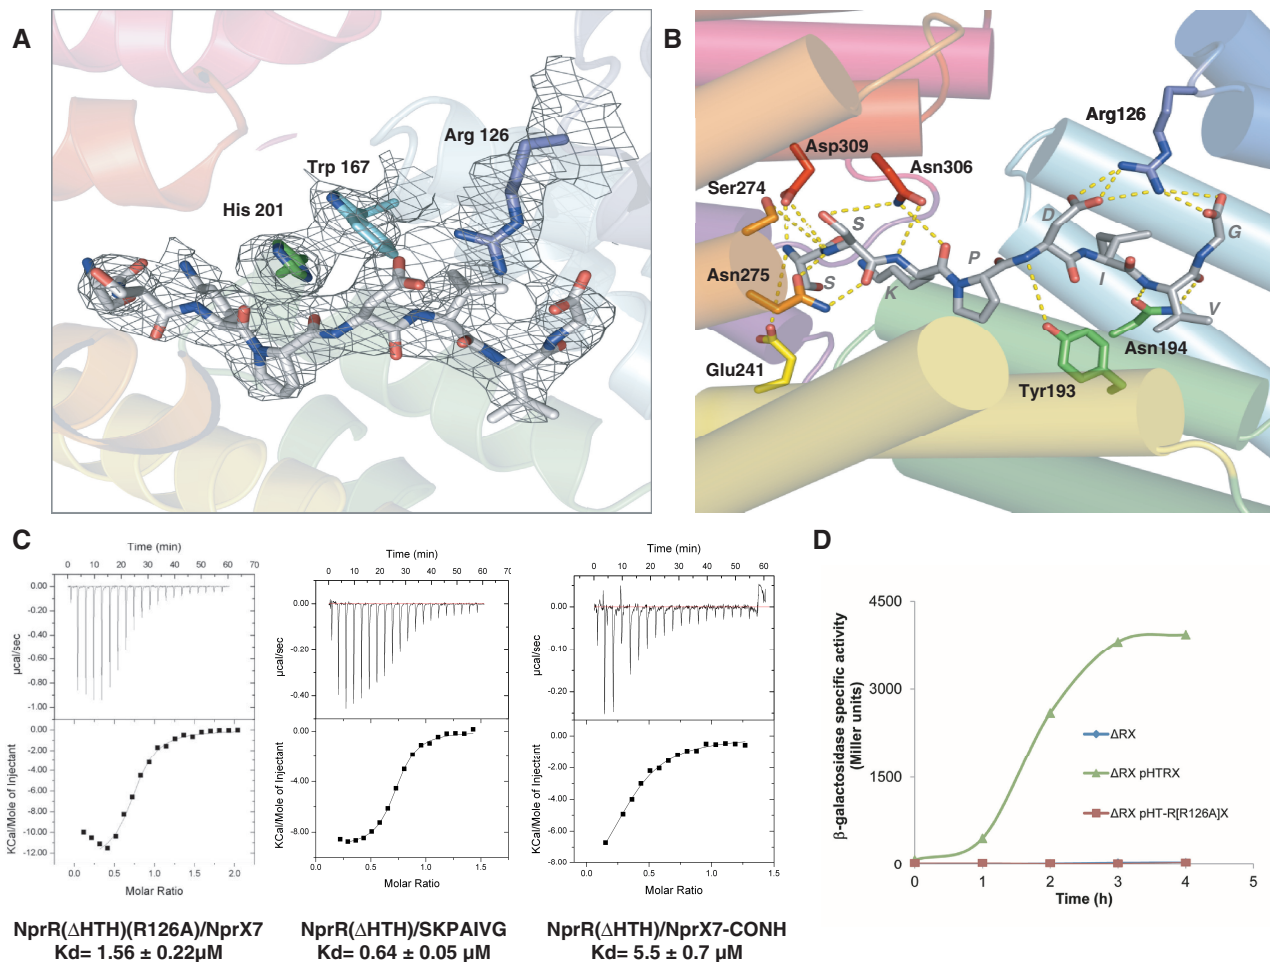 A
Arg 126
Trp 167
His 201
B
Arg126
Asp309
Asn306
Ser274
D
G
S
P
Asn275
S
I
K
V
Asn194
Glu241
Tyr193
C
Time (min)
0 10 20 30 40 50 60 70
0.00
-0.20
-0.40
-0.60
-0.80
-1.00
µcal/sec
0.00
-2.00
-4.00
-6.00
-8.00
-10.00
-12.00
KCal/Mole of Injectant
0.0 0.5 1.0 1.5 2.0
Molar Ratio
NprR(ΔHTH)(R126A)/NprX7
Kd= 1.56 ± 0.22µM
Time (min)
0 10 20 30 40 50 60
0.00
-0.20
-0.40
µcal/sec
0.00
-4.00
-8.00
KCal/Mole of Injectant
0.0 0.5 1.0 1.5
Molar Ratio
NprR(ΔHTH)/SKPAIVG
Kd= 0.64 ± 0.05 µM
Time (min)
0 10 20 30 40 50 60
0.00
-0.10
-0.20
µcal/sec
0.00
-2.00
-4.00
-6.00
-8.00
KCal/Mole of Injectant
0.0 0.5 1.0 1.5
Molar Ratio
NprR(ΔHTH)/NprX7-CONH
Kd= 5.5 ± 0.7 µM
D
β-galactosidase specific activity
(Miller units)
4500
3000
1500
0
ΔRX
ΔRX pHTRX
ΔRX pHT-R[R126A]X
0 1 2 3 4 5
Time (h)